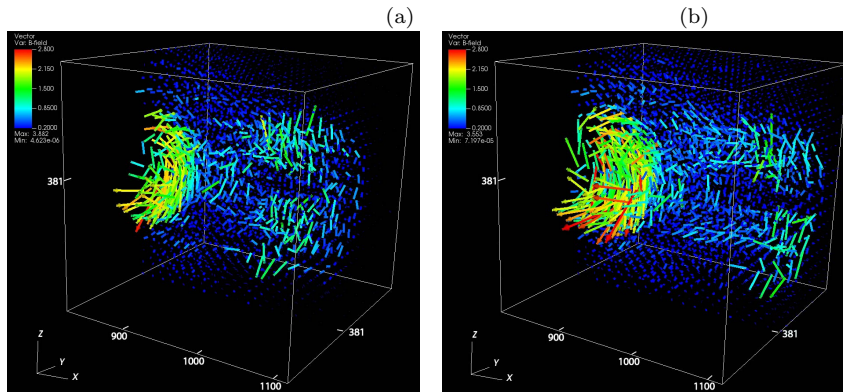 (a)
Vector
Var: B-field
2.800
2.150
1.500
0.8500
0.2000
Max: 3.882
Min: 4.623e-06
381
Z
Y
X
900
1000
1100
381
(b)
Vector
Var: B-field
2.800
2.150
1.500
0.8500
0.2000
Max: 3.553
Min: 7.197e-05
381
Z
Y
X
900
1000
1100
381